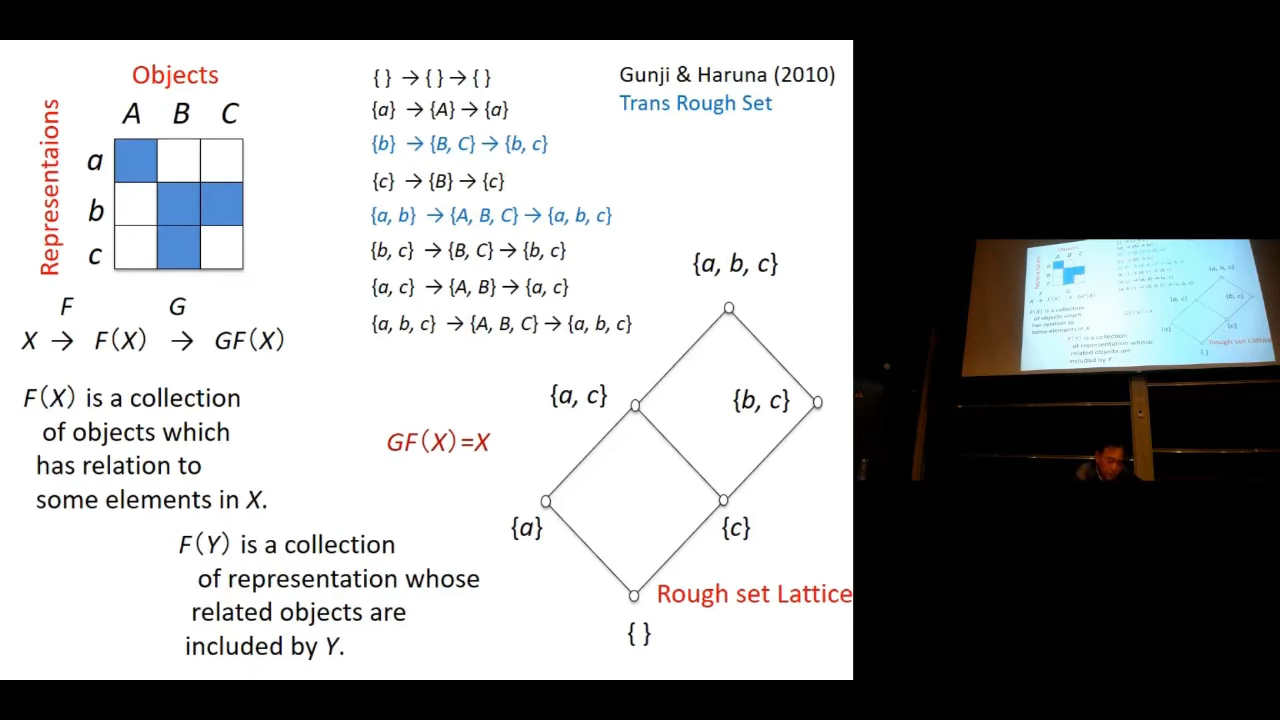 Objects
Representaions
A B C
a
b
c
F G
X → F(X) → GF(X)
F(X) is a collection
of objects which
has relation to
some elements in X.
F(Y) is a collection
of representation whose
related objects are
included by Y.
{ } → { } → { }
{a} → {A} → {a}
{b} → {B, C} → {b, c}
{c} → {B} → {c}
{a, b} → {A, B, C} → {a, b, c}
{b, c} → {B, C} → {b, c}
{a, c} → {A, B} → {a, c}
{a, b, c} → {A, B, C} → {a, b, c}
GF(X)=X
Gunji & Haruna (2010)
Trans Rough Set
{a, b, c}
{a, c}
{b, c}
{a}
{c}
Rough set Lattice
{ }